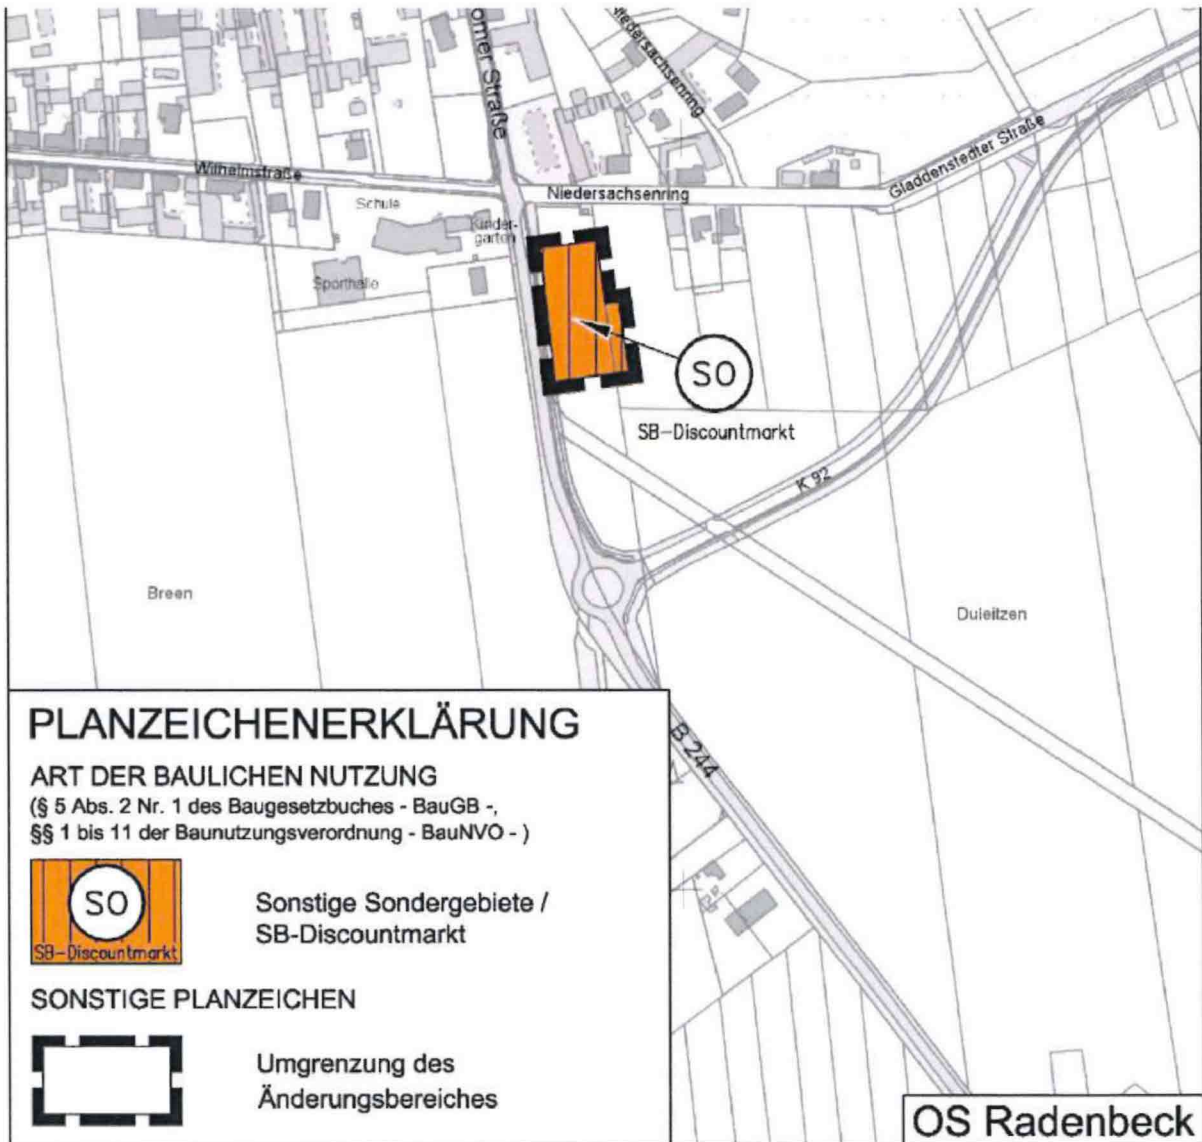 omer Straße
Niedersachsenring
Wilhelmstraße
Gladdenstedter Straße
Niedersachsenring
Schule
Kinder-
garten
Sporthalle
SO
SB-Discountmarkt
K 92
Breen
Duleitzen
B 244
PLANZEICHENERKLÄRUNG
ART DER BAULICHEN NUTZUNG
(§ 5 Abs. 2 Nr. 1 des Baugesetzbuches - BauGB -,
§§ 1 bis 11 der Baunutzungsverordnung - BauNVO - )
SO
SB-Discountmarkt
Sonstige Sondergebiete /
SB-Discountmarkt
SONSTIGE PLANZEICHEN
Umgrenzung des
Änderungsbereiches
OS Radenbeck